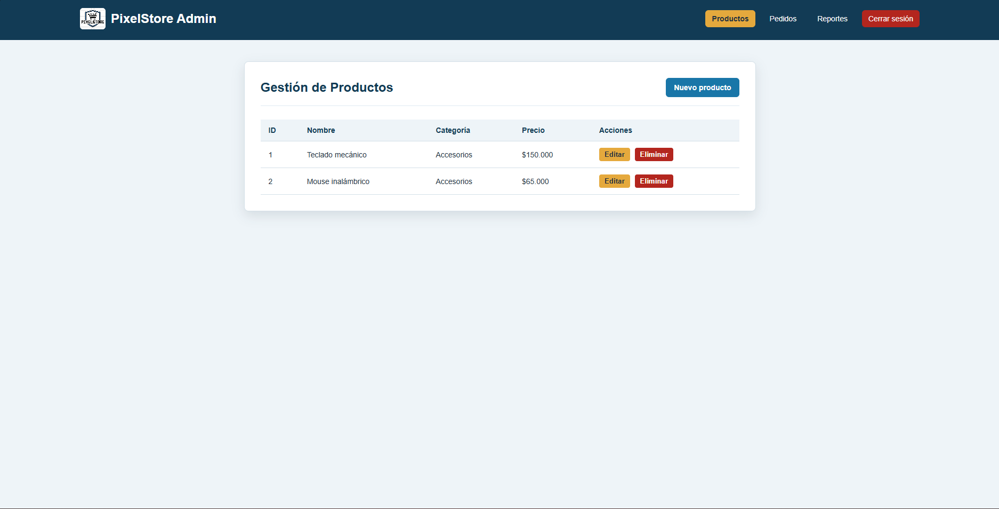 PIXELSTORE
PixelStore Admin
Productos
Pedidos
Reportes
Cerrar sesión
Gestión de Productos
Nuevo producto
ID Nombre Categoría Precio Acciones
1 Teclado mecánico Accesorios $150.000 Editar Eliminar
2 Mouse inalámbrico Accesorios $65.000 Editar Eliminar